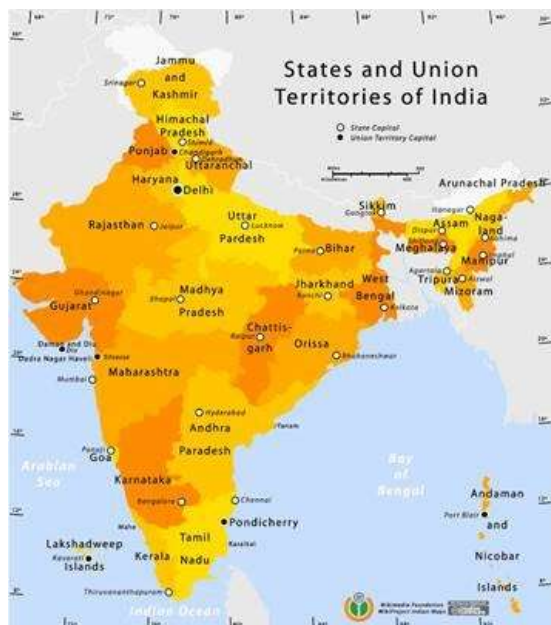 States and Union
Territories of India
State Capital
Union Territory Capital
Jammu
and
Kashmir
Srinagar
Himachal
Pradesh
Shimla
Punjab
Chandigarh
Dehradhun
Uttaranchal
Haryana
Delhi
Arunachal Pradesh
Sikkim
Gangtok
Itanagar
Assam
Dispur
Naga-
land
Kohima
Shillong
Meghalaya
Imphal
Manipur
Agartala
Aizwal
Tripura
Mizoram
Rajasthan
Jaipur
Uttar
Pardesh
Lucknow
Patna
Bihar
Gandhinagar
Gujarat
Bhopal
Madhya
Pradesh
Jharkhand
Ranchi
West
Bengal
Kolkata
Chattis-
garh
Raipur
Orissa
Bhubaneshwar
Daman and Diu
Diu
Dadra Nagar Haveli
Silvassa
Mumbai
Maharashtra
Hyderabad
Andhra
Paradesh
Yanam
Panaji
Goa
Arabian
Sea
Bay
of
Bengal
Karnataka
Bangalore
Chennai
Mahe
Pondicherry
Karaikal
Tamil
Nadu
Kerala
Lakshadweep
Kavarati
Islands
Thiruvananthapuram
Indian Ocean
Andaman
Port Blair
and
Nicobar
Islands
Wikimedia Foundation
WikiProject Indian Maps